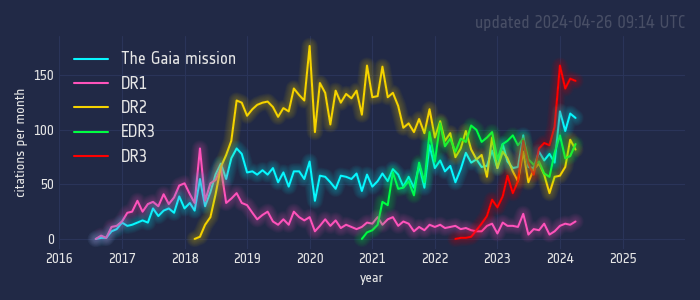 updated 2024-04-26 09:14 UTC
The Gaia mission
DR1
DR2
EDR3
DR3
citations per month
150
100
50
0
2016 2017 2018 2019 2020 2021 2022 2023 2024 2025
year